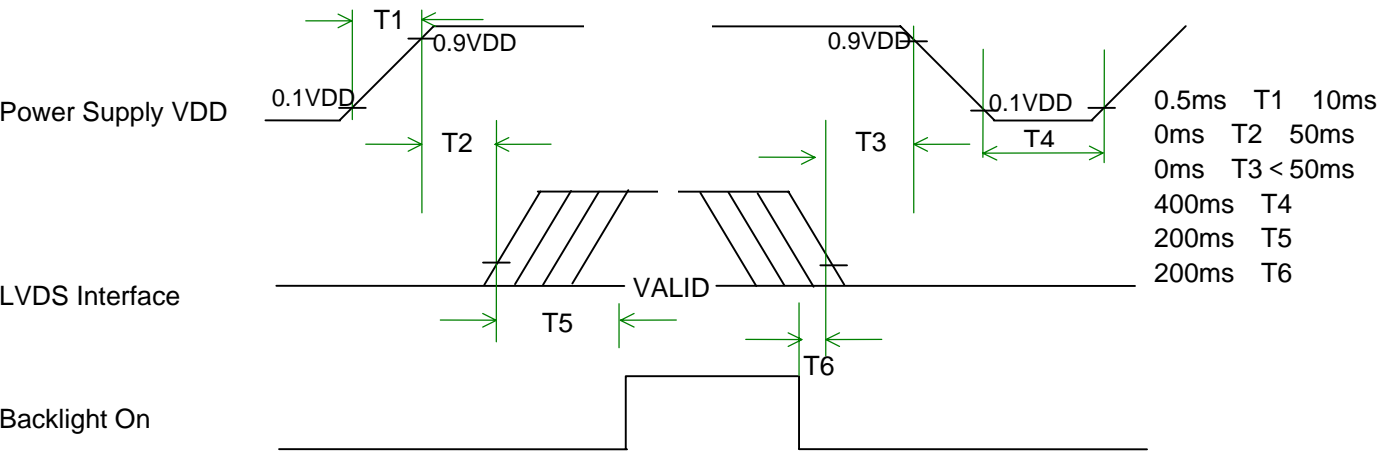 T1
0.9VDD
0.9VDD
Power Supply VDD
0.1VDD
0.1VDD
T2
T3
T4
0.5ms T1 10ms
0ms T2 50ms
0ms T3 < 50ms
400ms T4
200ms T5
200ms T6
LVDS Interface
VALID
T5
T6
Backlight On